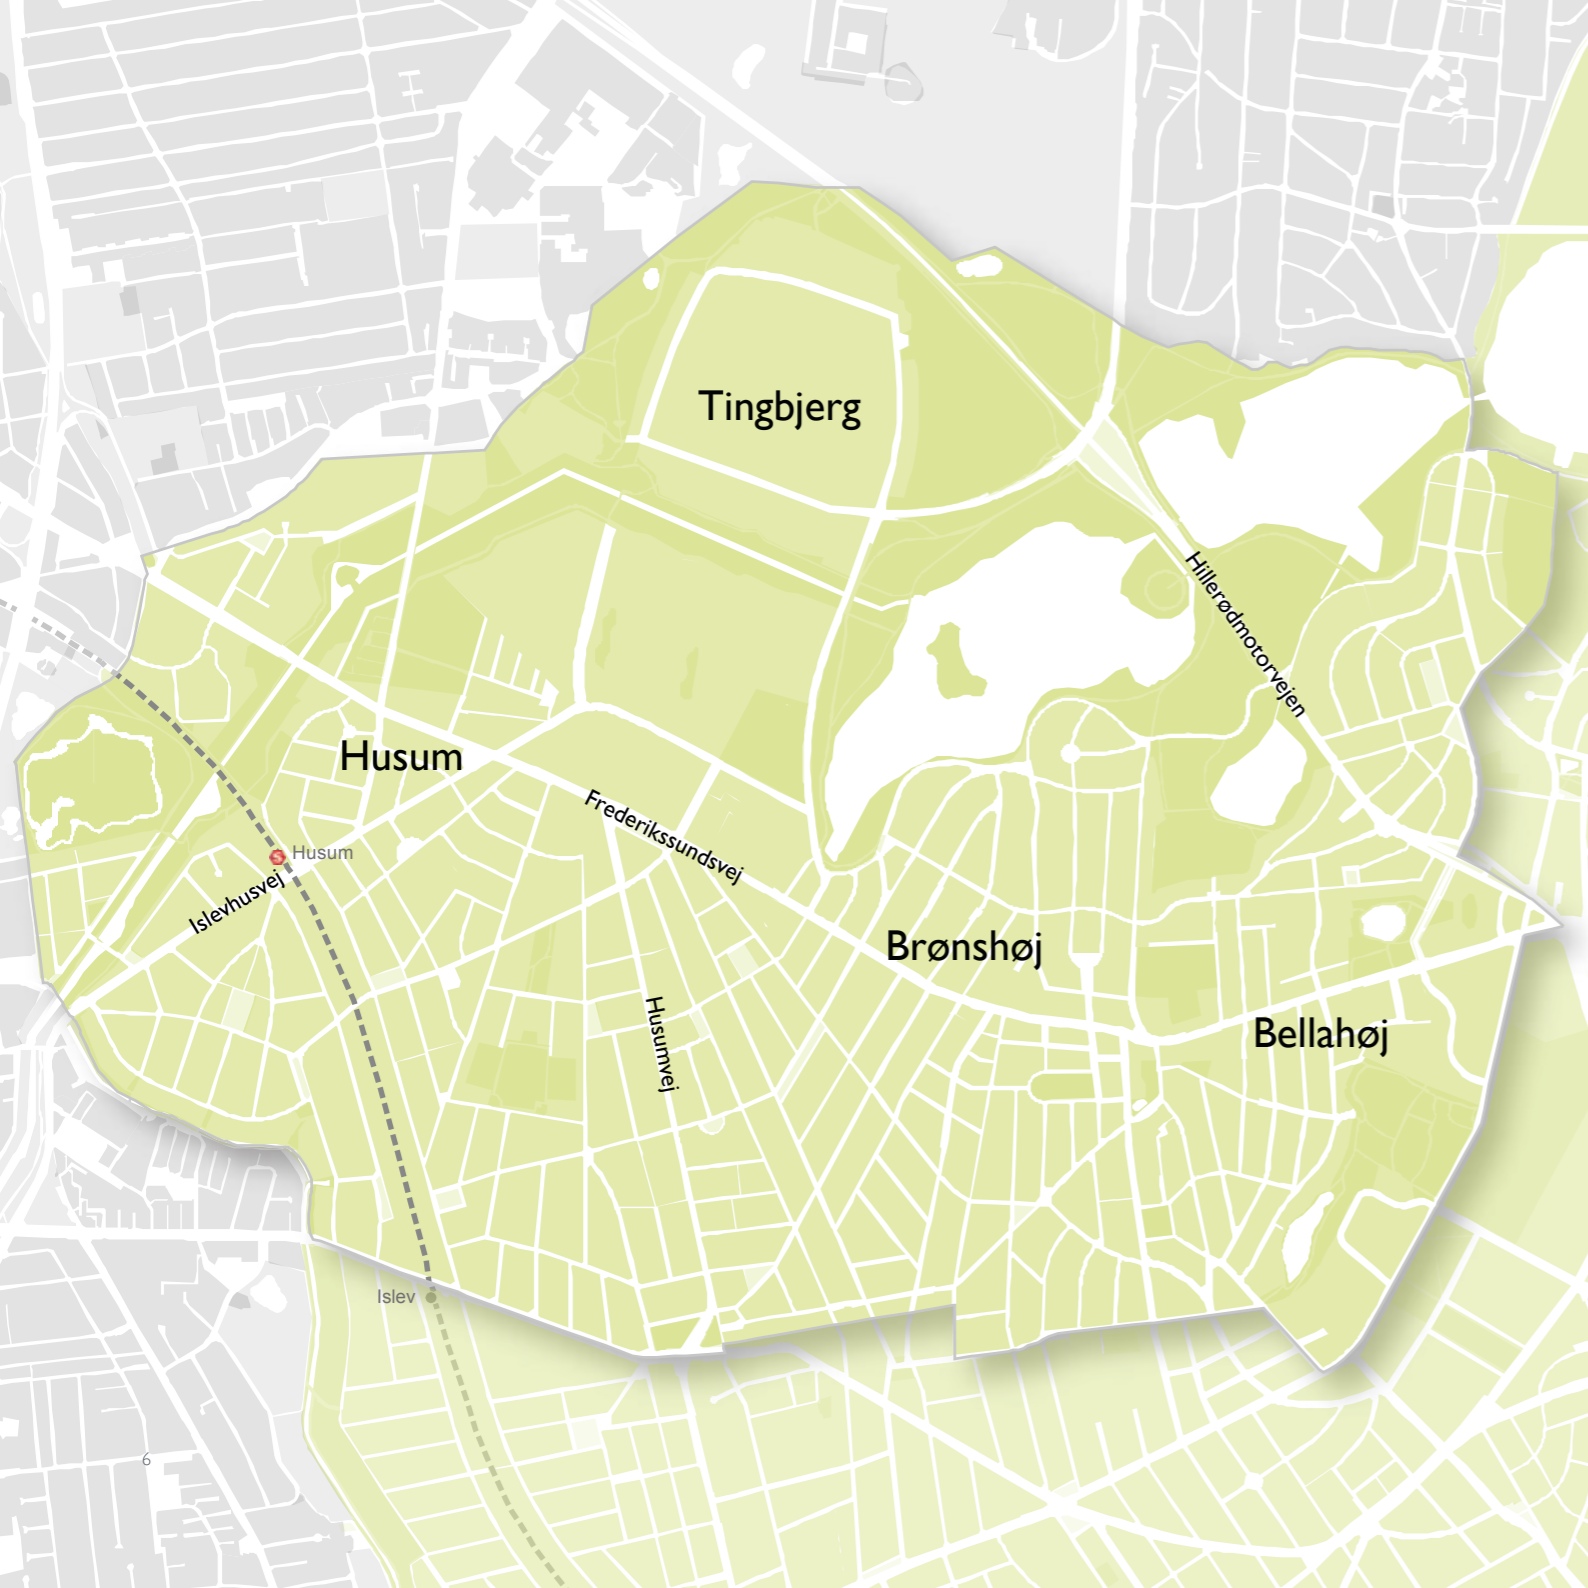 Tingbjerg
Hillerødmotorvejen
Husum
Frederikssundsvej
S Husum
Islevhusvej
Brønshøj
Husumvej
Bellahøj
Islev
6